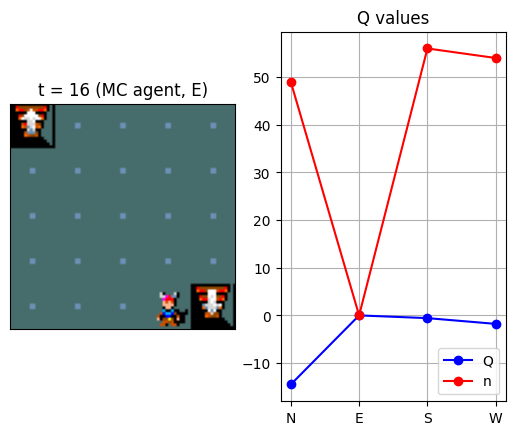 t = 16 (MC agent, E)
Q values
50
40
30
20
10
0
−10
N
E
S
W
Q
n